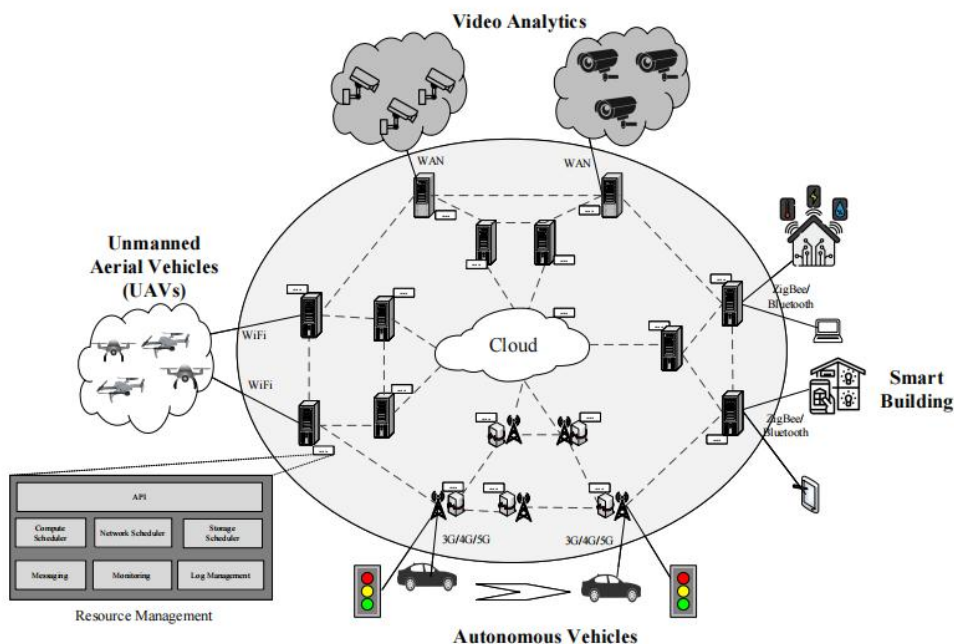 Video Analytics
WAN
WAN
Unmanned
Aerial Vehicles
(UAVs)
ZigBee/
Bluetooth
WiFi
Cloud
WiFi
Smart
Building
ZigBee/
Bluetooth
API
Compute
Scheduler
Network Scheduler
Storage
Scheduler
3G/4G/5G
3G/4G/5G
Messaging
Monitoring
Log Management
Resource Management
Autonomous Vehicles